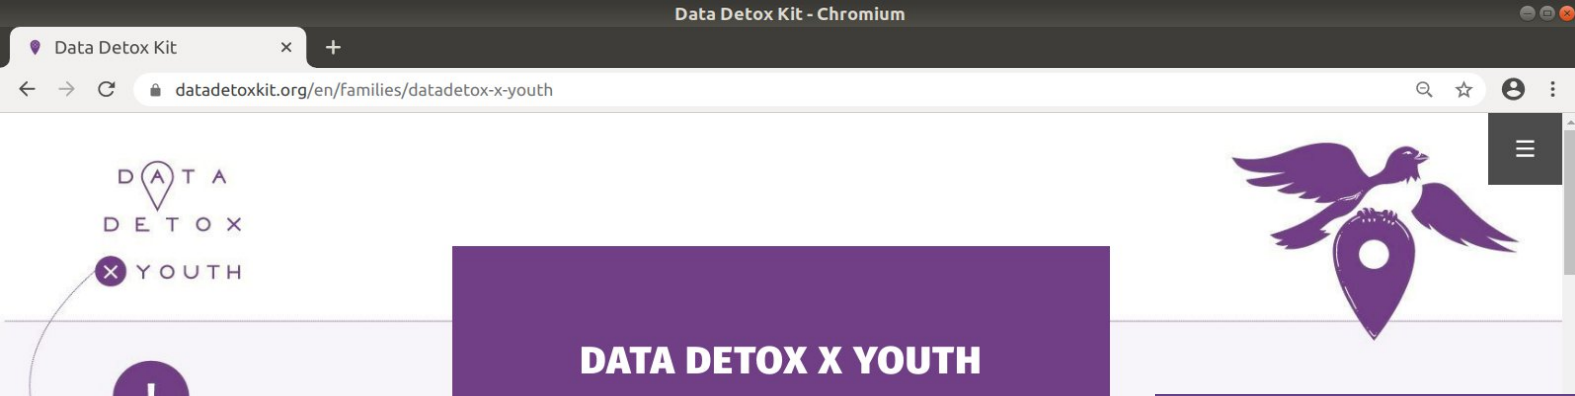 Data Detox Kit - Chromium
Data Detox Kit
datadetoxkit.org/en/families/datadetox-x-youth
DATA
DETOX
X YOUTH
DATA DETOX X YOUTH